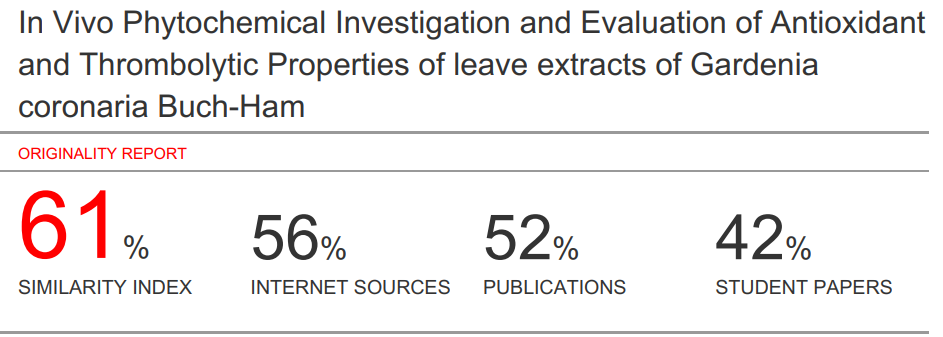 In Vivo Phytochemical Investigation and Evaluation of Antioxidant
and Thrombolytic Properties of leave extracts of Gardenia
coronaria Buch-Ham
ORIGINALITY REPORT
61% 56% 52% 42%
SIMILARITY INDEX INTERNET SOURCES PUBLICATIONS STUDENT PAPERS